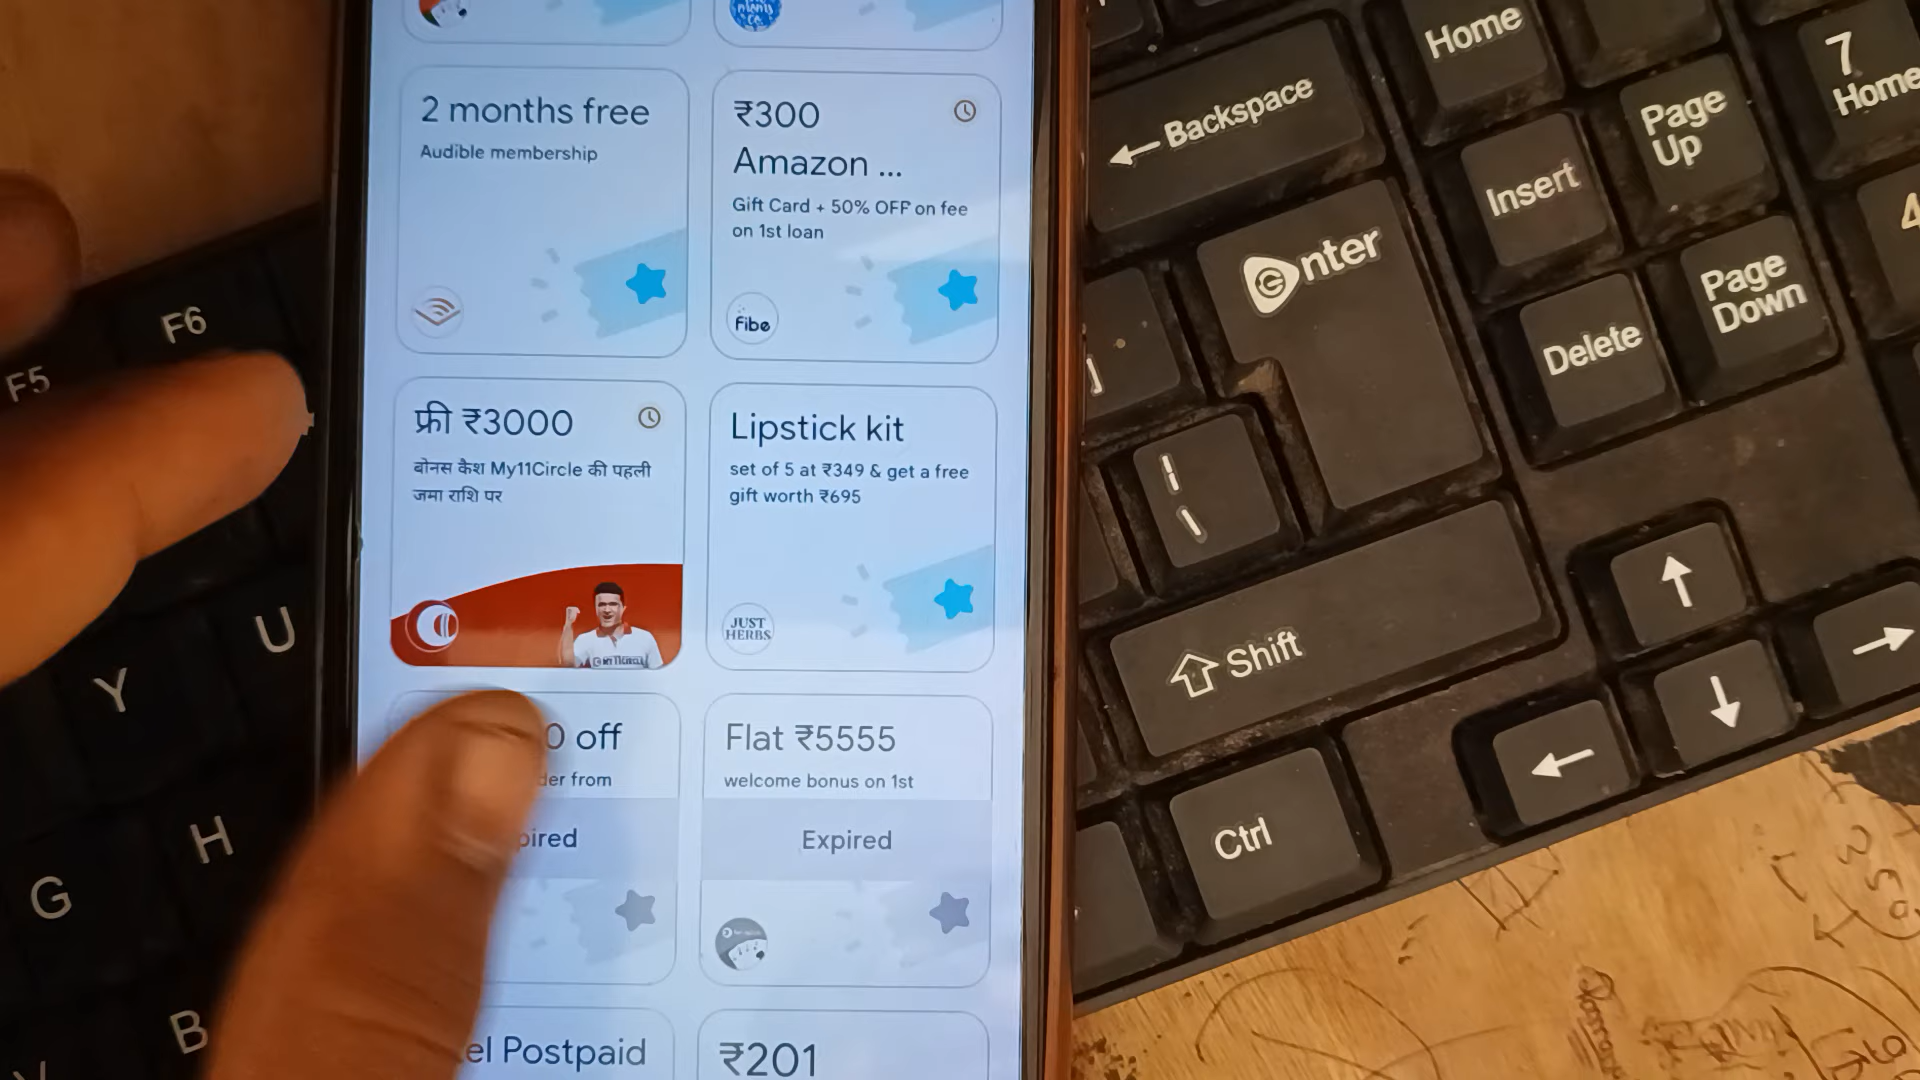 2 months free
Audible membership
₹300
Amazon ...
Gift Card + 50% OFF on fee
on 1st loan
Fibe
फ्री ₹3000
बोनस कैश My11Circle की पहली
जमा राशि पर
Lipstick kit
set of 5 at ₹349 & get a free
gift worth ₹695
JUST
HERBS
0 off
from
Flat ₹5555
welcome bonus on 1st
Expired
Postpaid
₹201
F5
F6
Y
U
G
H
B
← Backspace
Home
7
Home
Insert
Page
Up
4
Enter
Delete
Page
Down
]
|
\
⇧ Shift
↑
←
↓
→
Ctrl